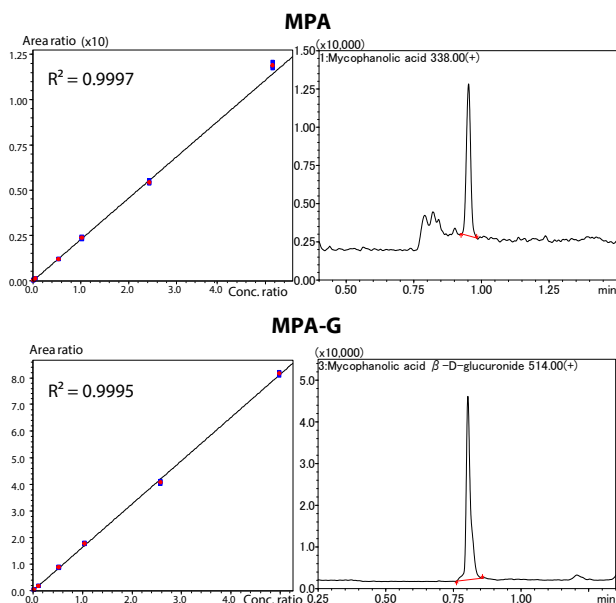 MPA
Area ratio (x10)
R² = 0.9997
1.25
1.00
0.75
0.50
0.25
0.00
0.0 1.0 2.0 3.0 4.0 5.0
Conc. ratio
(x10,000)
1:Mycophanolic acid 338.00(+)
1.50
1.25
1.00
0.75
0.50
0.25
0.00
0.50 0.75 1.00 1.25
min
MPA-G
Area ratio
R² = 0.9995
8.0
7.0
6.0
5.0
4.0
3.0
2.0
1.0
0.0
0.0 1.0 2.0 3.0 4.0
Conc. ratio
(x10,000)
3:Mycophanolic acid β-D-glucuronide 514.00(+)
5.0
4.0
3.0
2.0
1.0
0.0
0.25 0.50 0.75 1.00
min